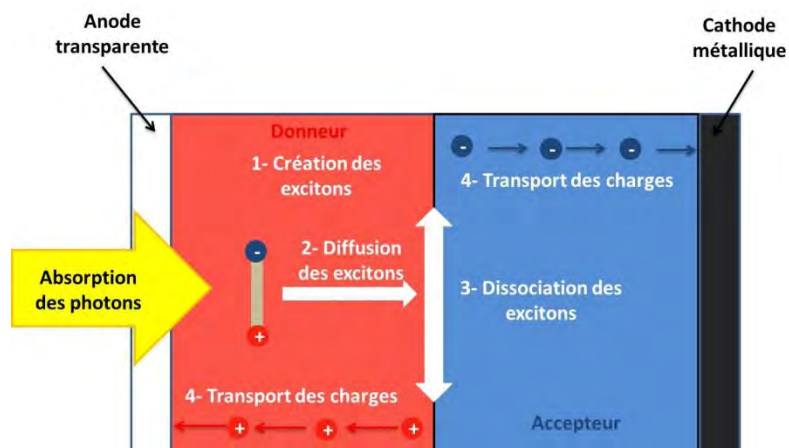 Anode
transparente
Cathode
métallique
Donneur
1- Création des
excitons
- - -
4- Transport des charges
-
2- Diffusion
des excitons
Absorption
des photons
3- Dissociation des
excitons
+
4- Transport des charges
+ + +
Accepteur